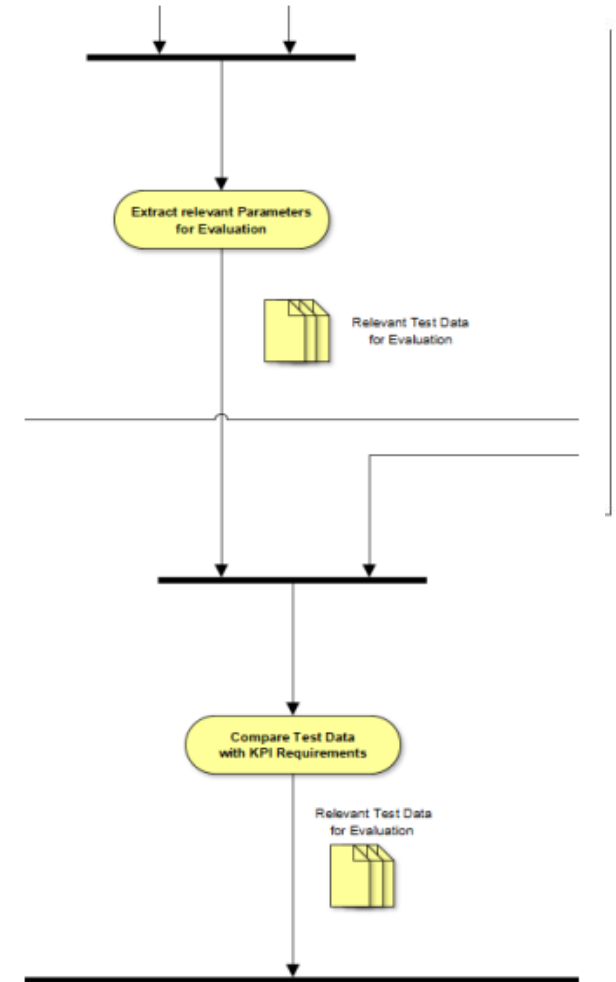 Extract relevant Parameters
for Evaluation
Relevant Test Data
for Evaluation
Compare Test Data
with KPI Requirements
Relevant Test Data
for Evaluation